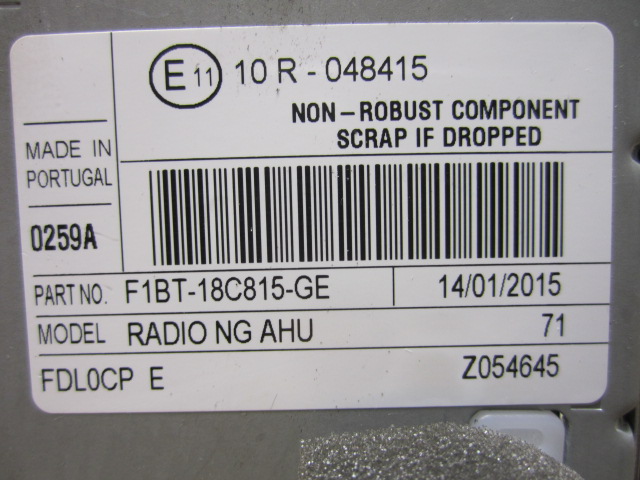 E 11 10 R - 048415
NON - ROBUST COMPONENT
SCRAP IF DROPPED
MADE IN
PORTUGAL
0259A
PART NO. F1BT-18C815-GE 14/01/2015
MODEL RADIO NG AHU 71
FDL0CP E Z054645